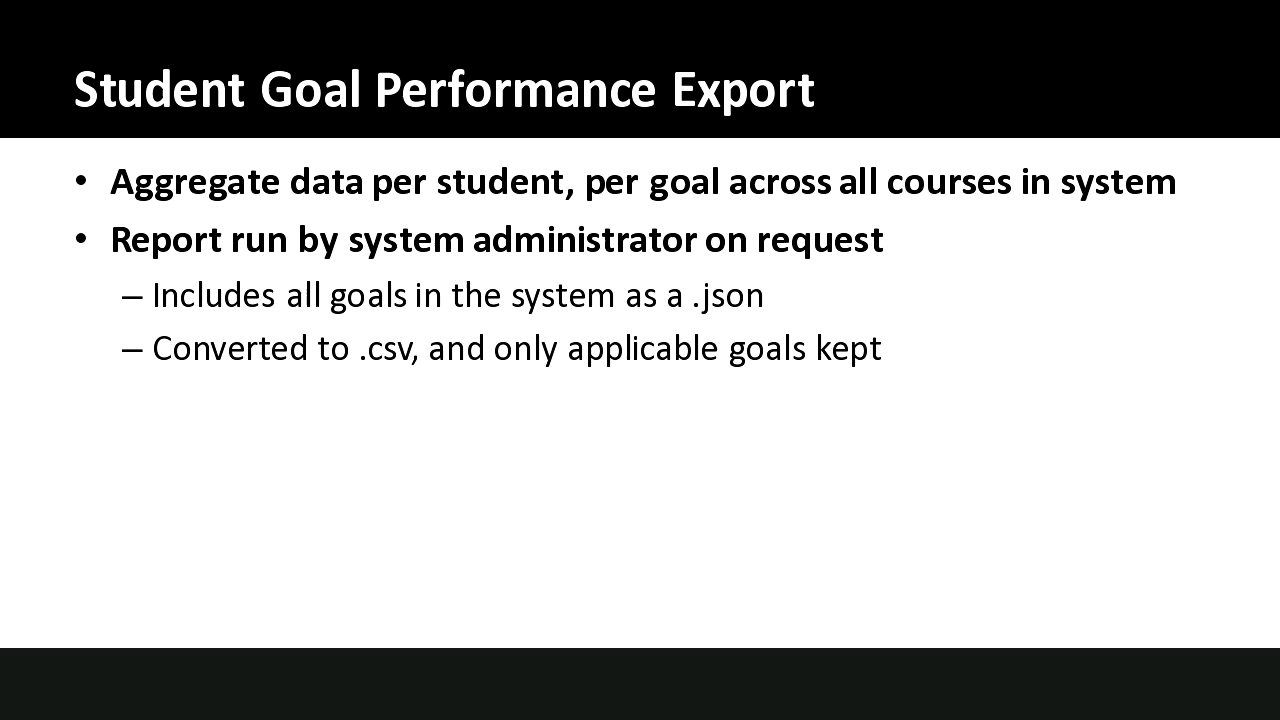 Student Goal Performance Export
• Aggregate data per student, per goal across all courses in system
• Report run by system administrator on request
– Includes all goals in the system as a .json
– Converted to .csv, and only applicable goals kept